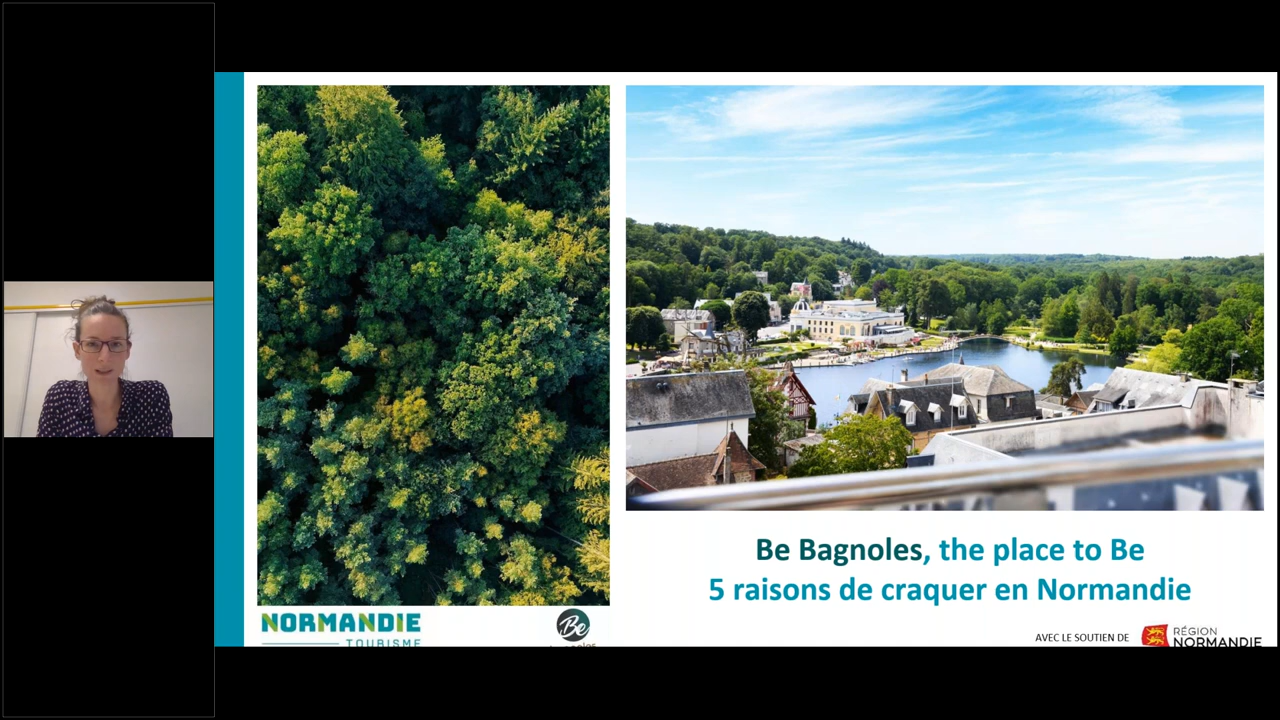 Be Bagnoles, the place to Be
5 raisons de craquer en Normandie
NORMANDIE
TOURISME
Be
AVEC LE SOUTIEN DE
RÉGION
NORMANDIE